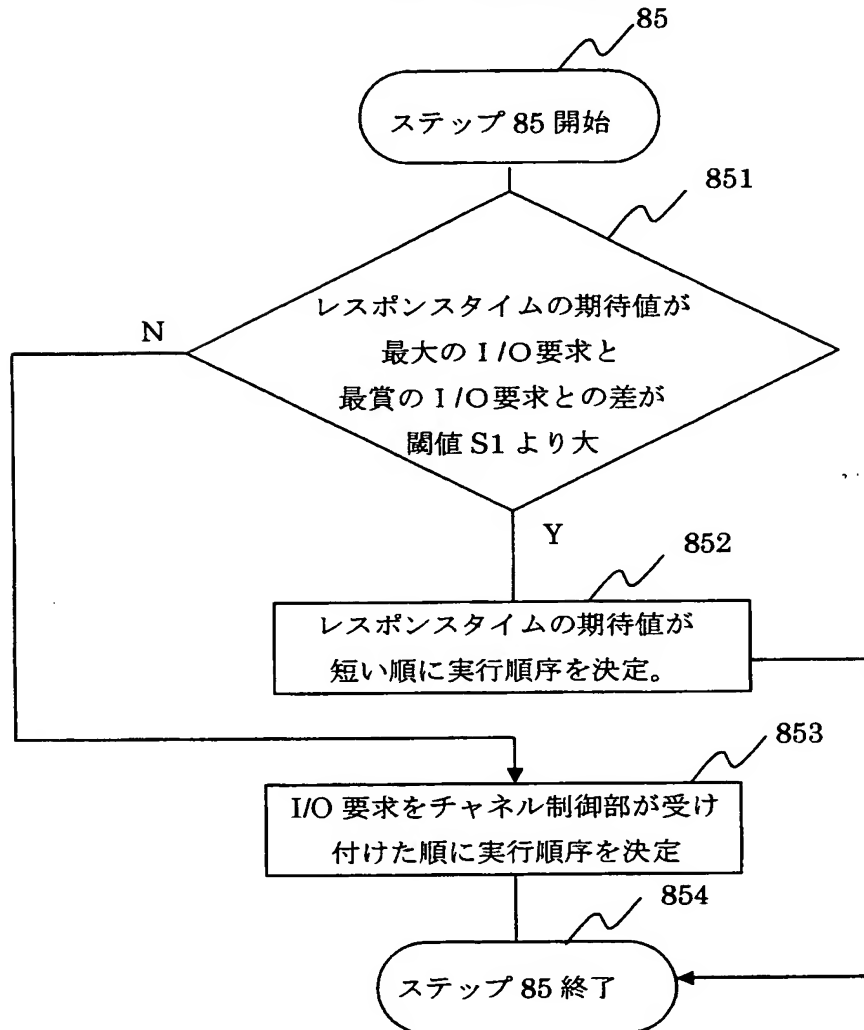 85
ステップ 85 開始
851
レスポンスタイムの期待値が
最大の I/O 要求と
最賞の I/O 要求との差が
閾値 S1 より大
N
Y
852
レスポンスタイムの期待値が
短い順に実行順序を決定。
853
I/O 要求をチャネル制御部が受け
付けた順に実行順序を決定
854
ステップ 85 終了